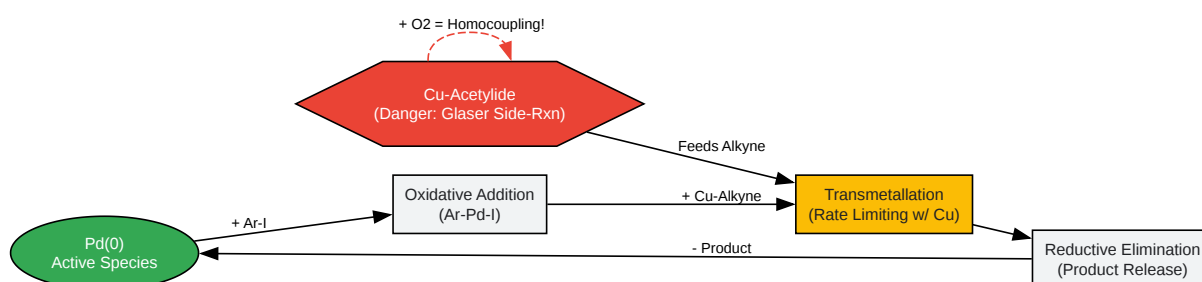 + O2 = Homocoupling!
Cu-Acetylide
(Danger: Glaser Side-Rxn)
Feeds Alkyne
Oxidative Addition
(Ar-Pd-I)
+ Cu-Alkyne
Transmetallation
(Rate Limiting w/ Cu)
+ Ar-I
Pd(0)
Active Species
- Product
Reductive Elimination
(Product Release)